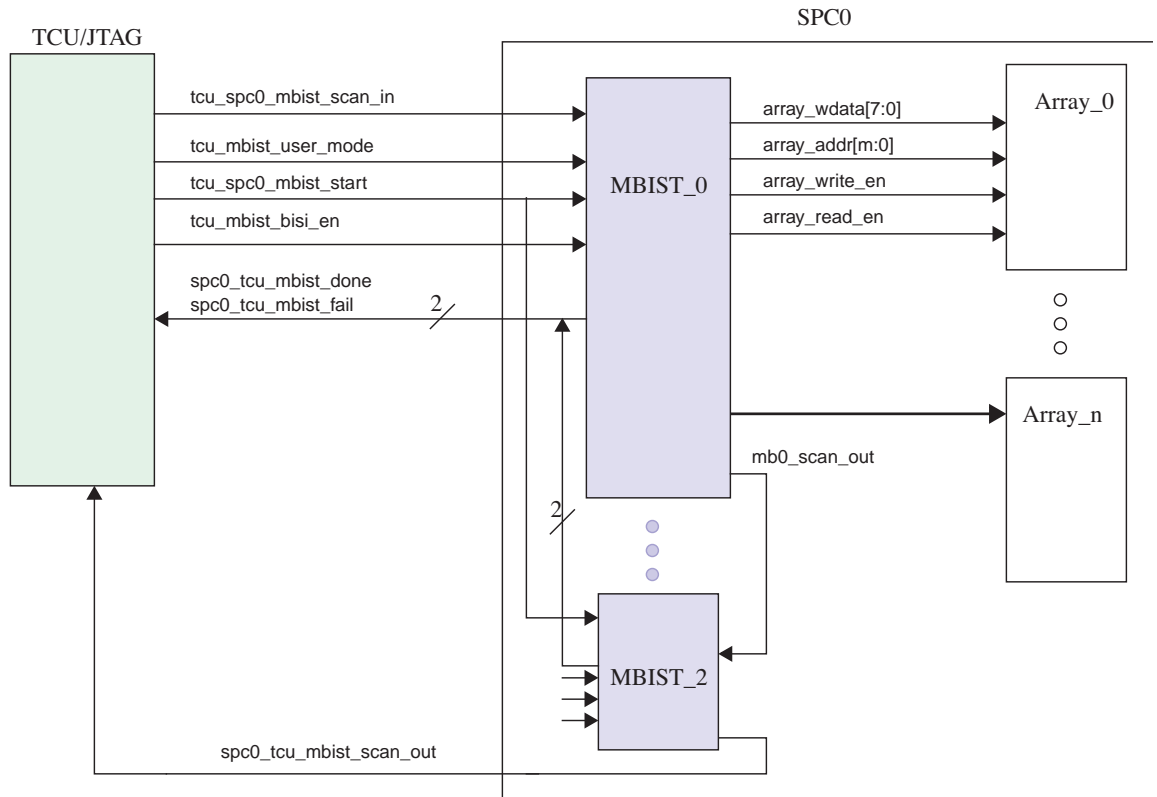 SPC0
TCU/JTAG
tcu_spc0_mbist_scan_in
tcu_mbist_user_mode
tcu_spc0_mbist_start
tcu_mbist_bisi_en
spc0_tcu_mbist_done
spc0_tcu_mbist_fail
2
MBIST_0
array_wdata[7:0]
array_addr[m:0]
array_write_en
array_read_en
Array_0
Array_n
mb0_scan_out
2
MBIST_2
spc0_tcu_mbist_scan_out